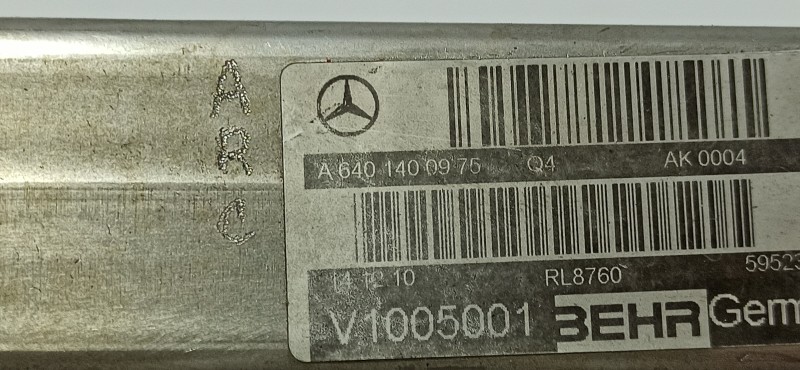 A
R
C
A 640 140 09 75 Q4 AK 0004
14 12 10 RL8760 59523
V1005001 BEHR Gem